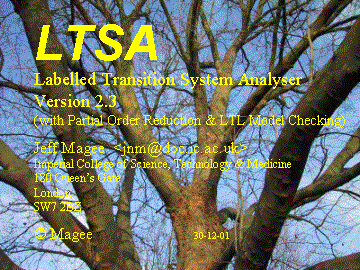 LTSA
Labelled Transition System Analyser
Version 2.3
(with Partial Order Reduction & LTL Model Checking)
Jeff Magee <jnm@doc.ic.ac.uk>
Imperial College of Science, Technology & Medicine
180 Queen's Gate
London
SW7 2BZ
© Magee 30-12-01